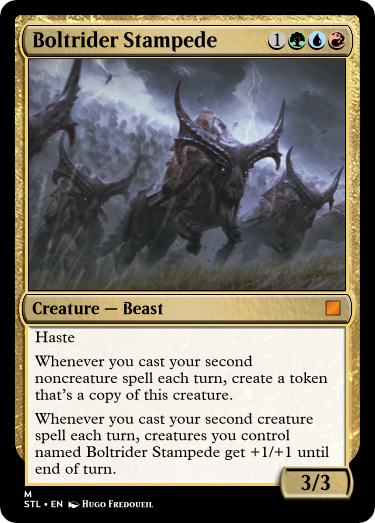 Boltrider Stampede 1
Creature — Beast
Haste
Whenever you cast your second
noncreature spell each turn, create a token
that's a copy of this creature.
Whenever you cast your second creature
spell each turn, creatures you control
named Boltrider Stampede get +1/+1 until
end of turn.
3/3
M
STL • EN Hugo Fredoueil